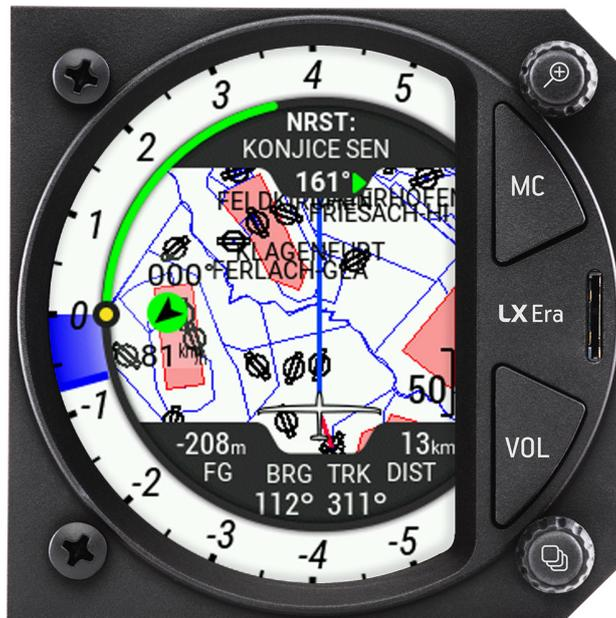 4
3
5
2
NRST:
KONJICE SEN
161°
MC
1
KLAGENFURT
FERLACH-GLA
000°
0
LX Era
81 km/h
50
-1
-208m
13km
FG
BRG
TRK
DIST
VOL
112°
311°
-2
-3
-4
-5